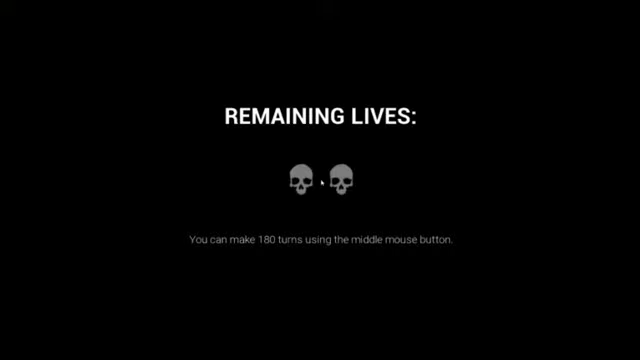 REMAINING LIVES:
You can make 180 turns using the middle mouse button.